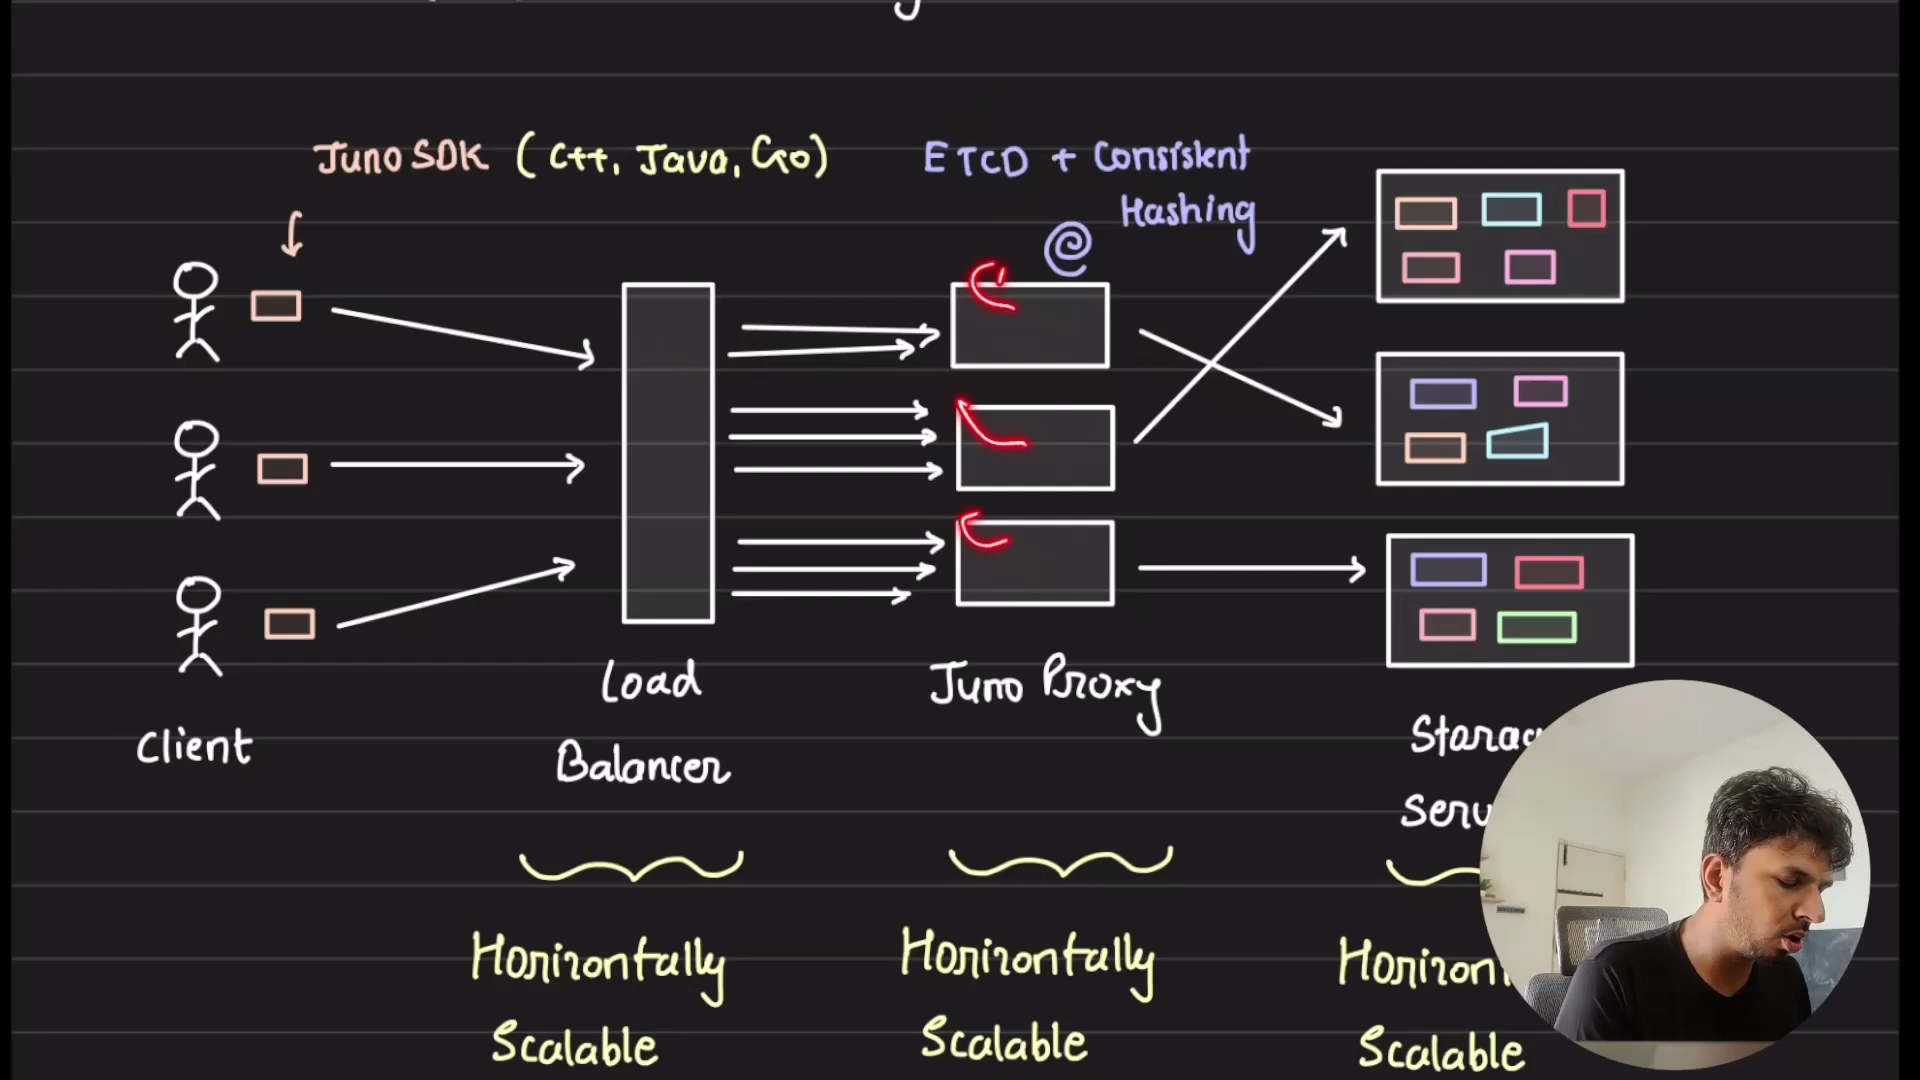 Juno SDK (C++, Java, Go)
ETCD + Consistent
Hashing
Client
Load
Balancer
Juno Proxy
Horizontally
Scalable
Horizontally
Scalable
Scalable